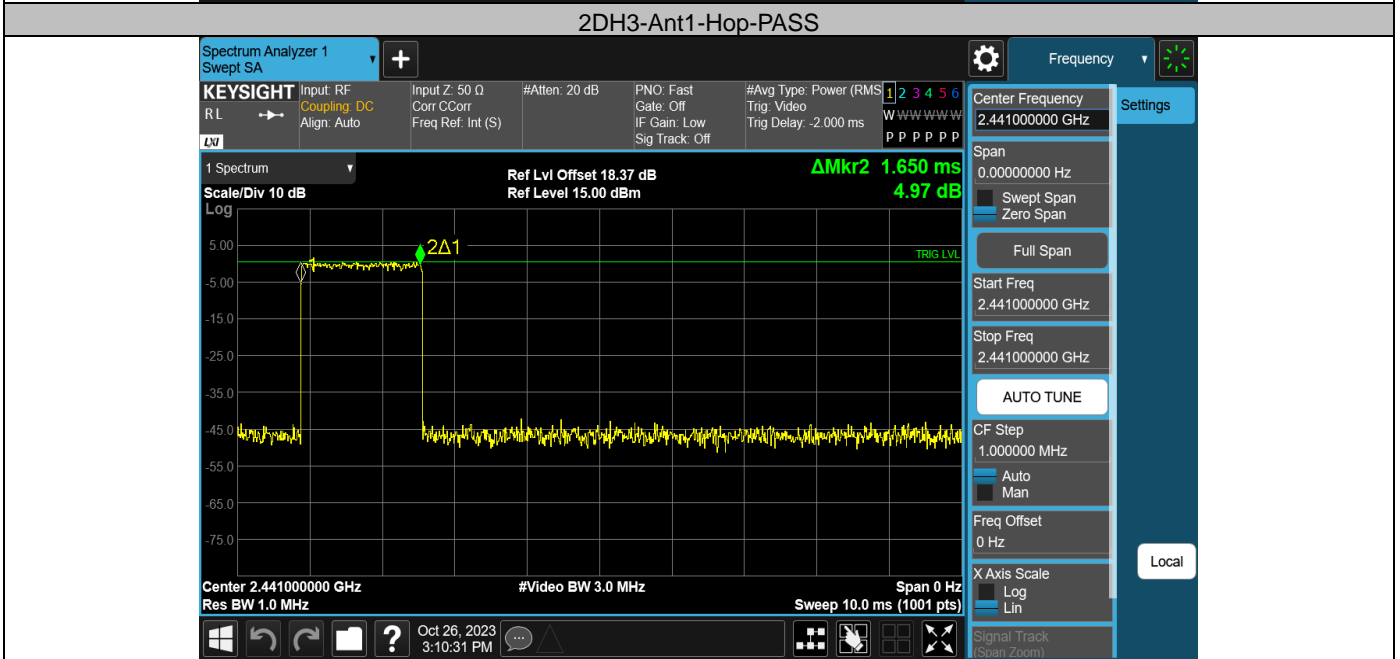 2DH3-Ant1-Hop-PASS
Spectrum Analyzer 1
Swept SA
+
Frequency
KEYSIGHT
RL
LXI
Input: RF
Coupling: DC
Align: Auto
Input Z: 50 Ω
Corr CCorr
Freq Ref: Int (S)
#Atten: 20 dB
PNO: Fast
Gate: Off
IF Gain: Low
Sig Track: Off
#Avg Type: Power (RMS
Trig: Video
Trig Delay: -2.000 ms
1 2 3 4 5 6
W W W W W W
P P P P P P
1 Spectrum
Scale/Div 10 dB
Ref Lvl Offset 18.37 dB
Ref Level 15.00 dBm
ΔMkr2 1.650 ms
4.97 dB
Log
5.00
-5.00
-15.0
-25.0
-35.0
-45.0
-55.0
-65.0
-75.0
1
2Δ1
TRIG LVL
Center 2.441000000 GHz
Res BW 1.0 MHz
#Video BW 3.0 MHz
Span 0 Hz
Sweep 10.0 ms (1001 pts)
Center Frequency
2.441000000 GHz
Settings
Span
0.00000000 Hz
Swept Span
Zero Span
Full Span
Start Freq
2.441000000 GHz
Stop Freq
2.441000000 GHz
AUTO TUNE
CF Step
1.000000 MHz
Auto
Man
Freq Offset
0 Hz
X Axis Scale
Log
Lin
Signal Track
(Span Zoom)
Local
?
Oct 26, 2023
3:10:31 PM